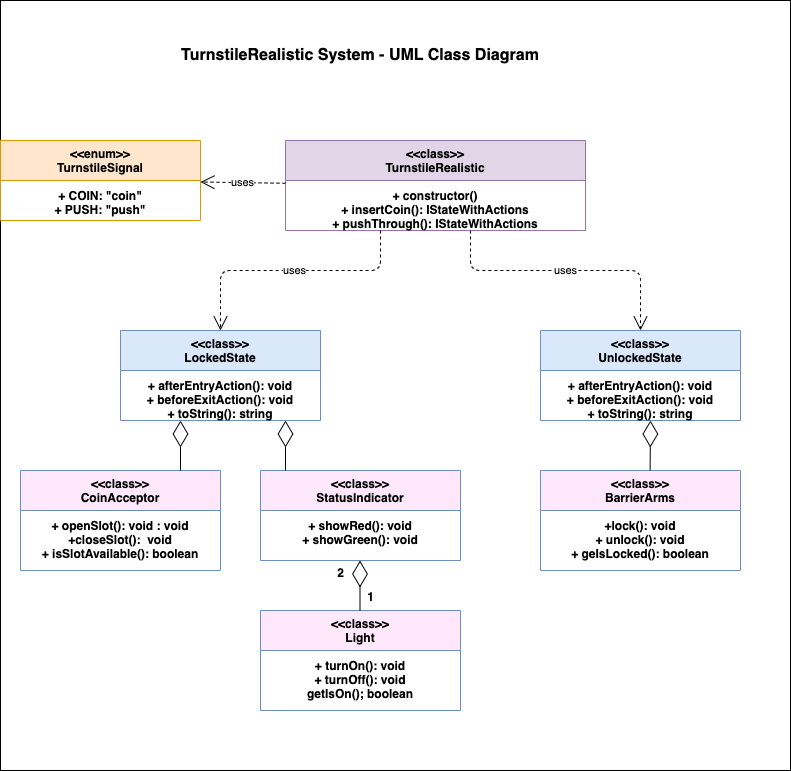 TurnstileRealistic System - UML Class Diagram
<<enum>>
TurnstileSignal
+ COIN: "coin"
+ PUSH: "push"
uses
<<class>>
TurnstileRealistic
+ constructor()
+ insertCoin(): IStateWithActions
+ pushThrough(): IStateWithActions
uses
uses
<<class>>
LockedState
+ afterEntryAction(): void
+ beforeExitAction(): void
+ toString(): string
<<class>>
UnlockedState
+ afterEntryAction(): void
+ beforeExitAction(): void
+ toString(): string
<<class>>
CoinAcceptor
+ openSlot(): void : void
+closeSlot():  void
+ isSlotAvailable(): boolean
<<class>>
StatusIndicator
+ showRed(): void
+ showGreen(): void
<<class>>
BarrierArms
+lock(): void
+ unlock(): void
+ geIsLocked(): boolean
2
1
<<class>>
Light
+ turnOn(): void
+ turnOff(): void
getIsOn(); boolean